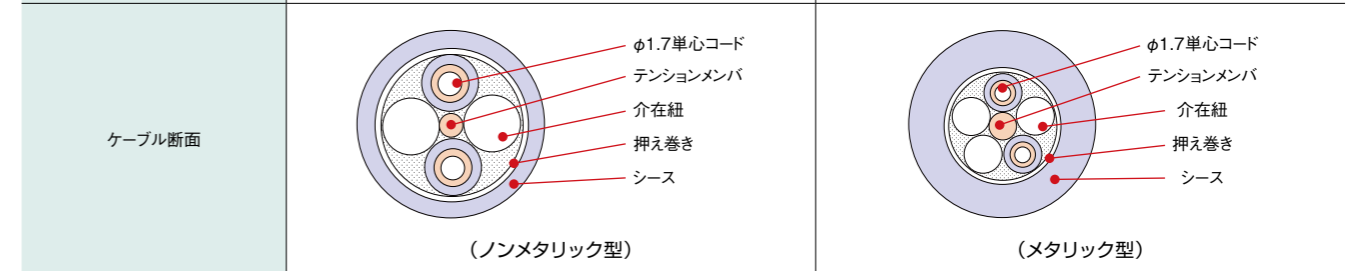 ケーブル断面
φ1.7単心コード
テンションメンバ
介在紐
押え巻き
シース
（ノンメタリック型）
φ1.7単心コード
テンションメンバ
介在紐
押え巻き
シース
（メタリック型）